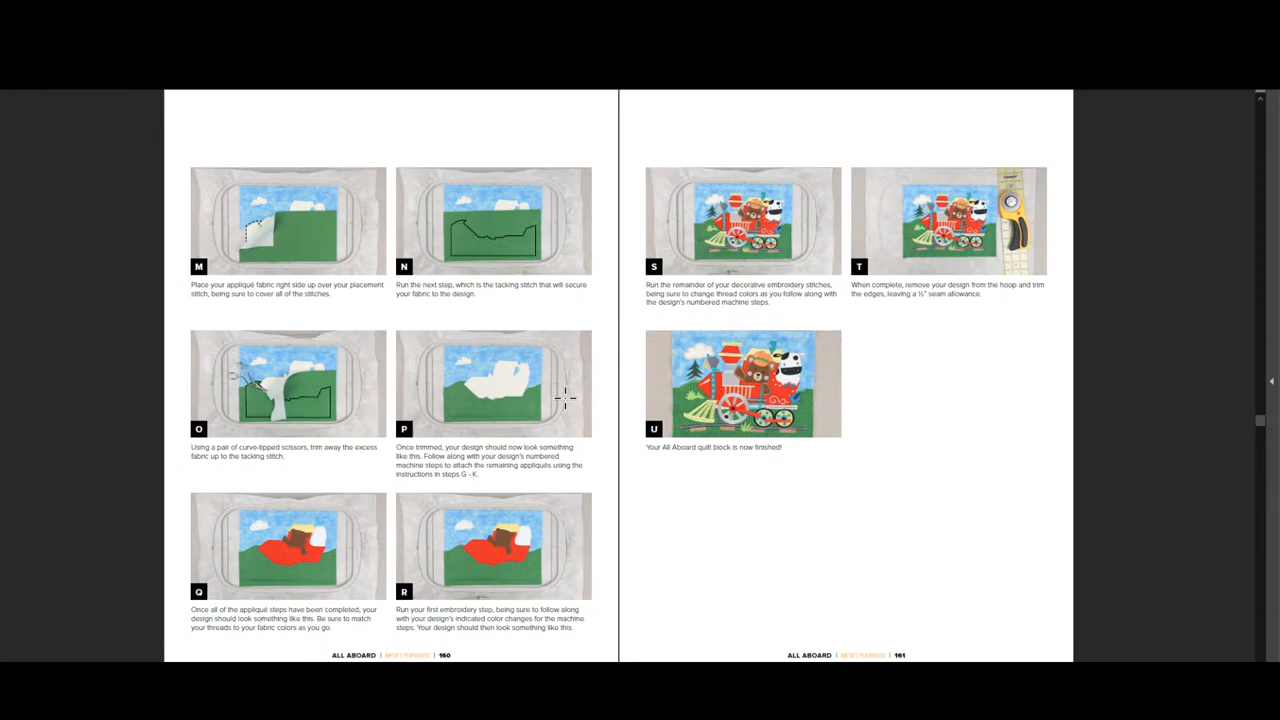 M
Place your appliqué fabric right side up over your placement
stitch, being sure to cover all of the stitches.
N
Run the next step, which is the tacking stitch that will secure
your fabric to the design.
O
Using a pair of curve-tipped scissors, trim away the excess
fabric up to the tacking stitch.
P
Once trimmed, your design should now look something
like this. Follow along with your design's numbered
machine steps to attach the remaining appliqués using the
instructions in steps G - K.
Q
Once all of the appliqué steps have been completed, your
design should look something like this. Be sure to match
your threads to your fabric colors as you go.
R
Run your first embroidery step, being sure to follow along
with your design's indicated color changes for the machine
steps. Your design should then look something like this.
ALL ABOARD | ANITA'S PLAYHOUSE | 160
S
Run the remainder of your decorative embroidery stitches,
being sure to change thread colors as you follow along with
the design's numbered machine steps.
T
When complete, remove your design from the hoop and trim
the edges, leaving a ½" seam allowance.
U
Your All Aboard quilt block is now finished!
ALL ABOARD | ANITA'S PLAYHOUSE | 161